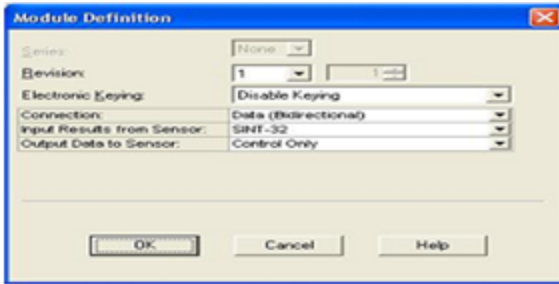 Module Definition
Series: None
Revision: 1 1
Electronic Keying: Disable Keying
Connection: Data (Bidirectional)
Input Results from Sensor: SINT-32
Output Data to Sensor: Control Only
OK Cancel Help